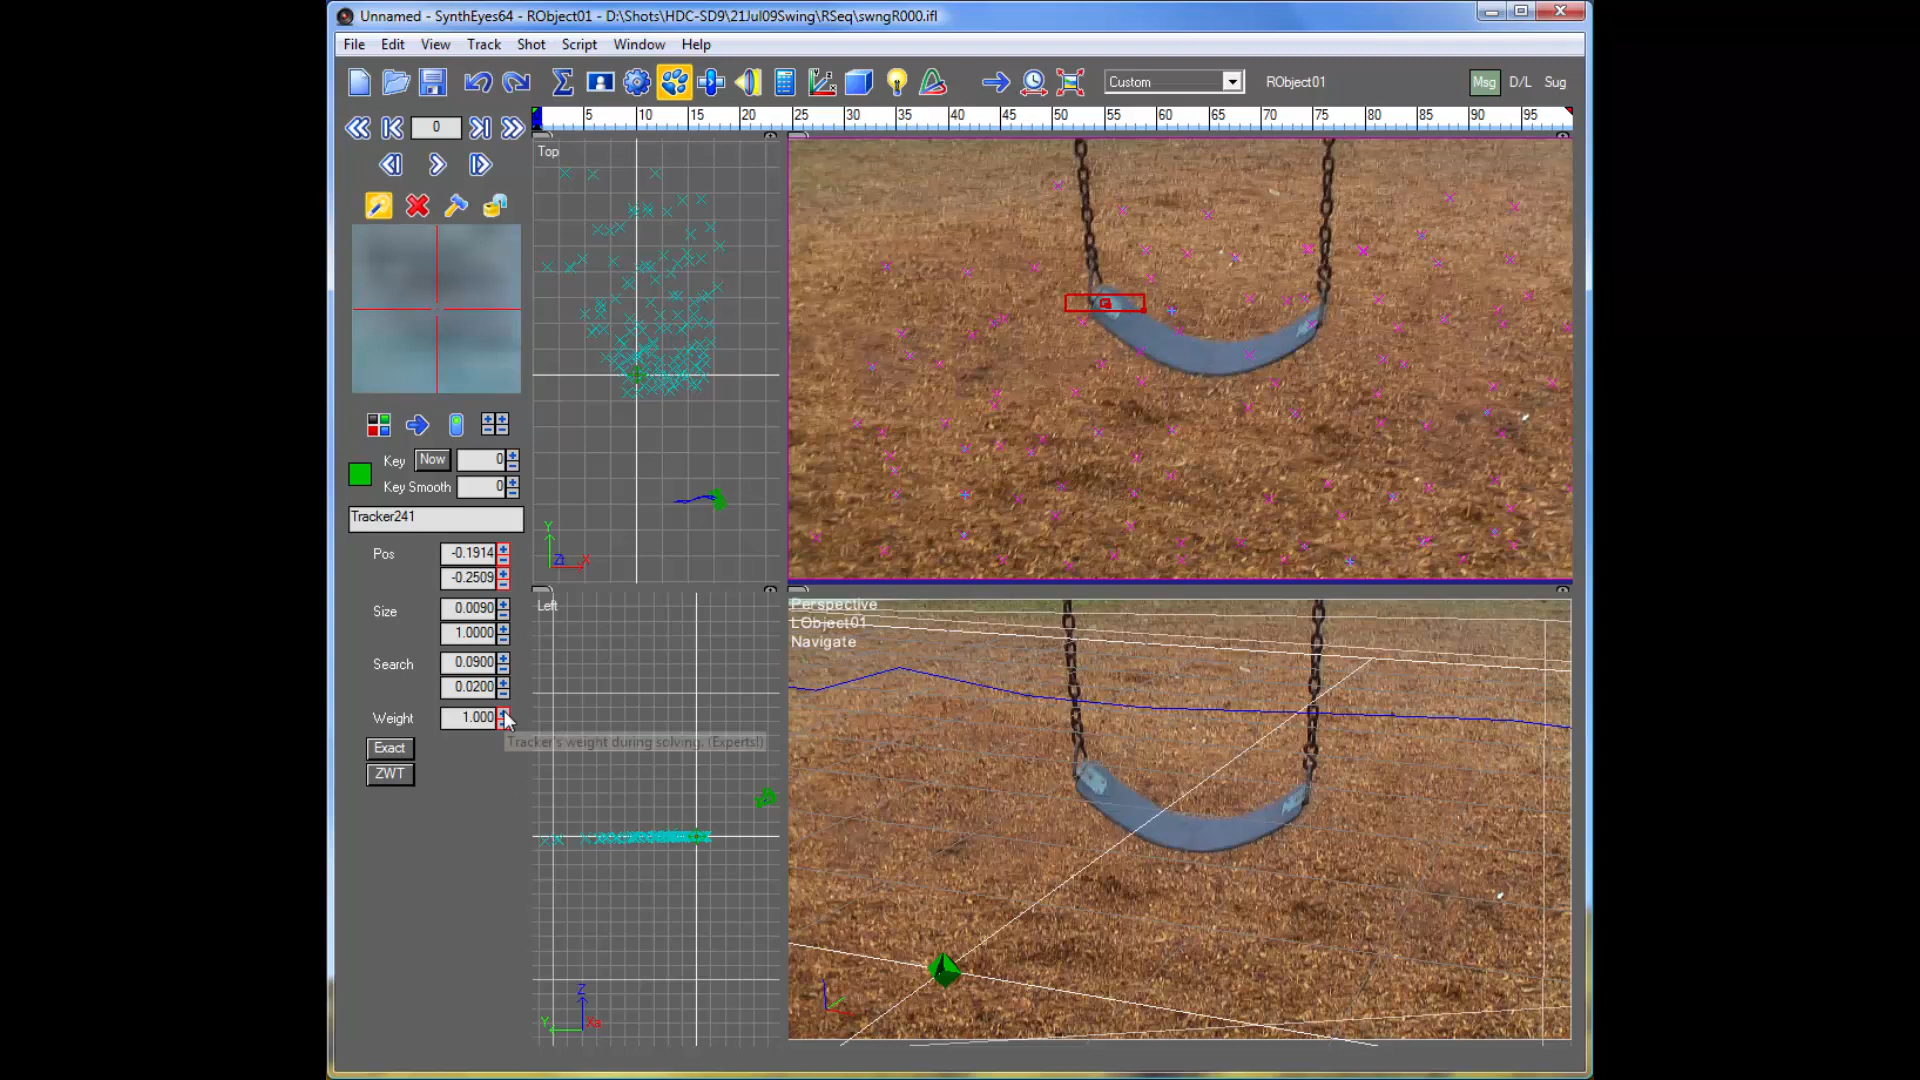 Unnamed - SynthEyes64 - RObject01 - D:\Shots\HDC-SD9\21Jul09Swing\RSeq\swngR000.ifl
File Edit View Track Shot Script Window Help
Custom RObject01 Msg D/L Sug
0 5 10 15 20 25 30 35 40 45 50 55 60 65 70 75 80 85 90 95
Top
Key Now 0
Key Smooth 0
Tracker241
Pos -0.1914
-0.2509
Size 0.0090
1.0000
Search 0.0900
0.0200
Weight 1.000
Tracker's weight during solving. (Experts!)
Exact
ZWT
Y
Z X
Left
Z
Y Xa
Perspective
LObject01
Navigate